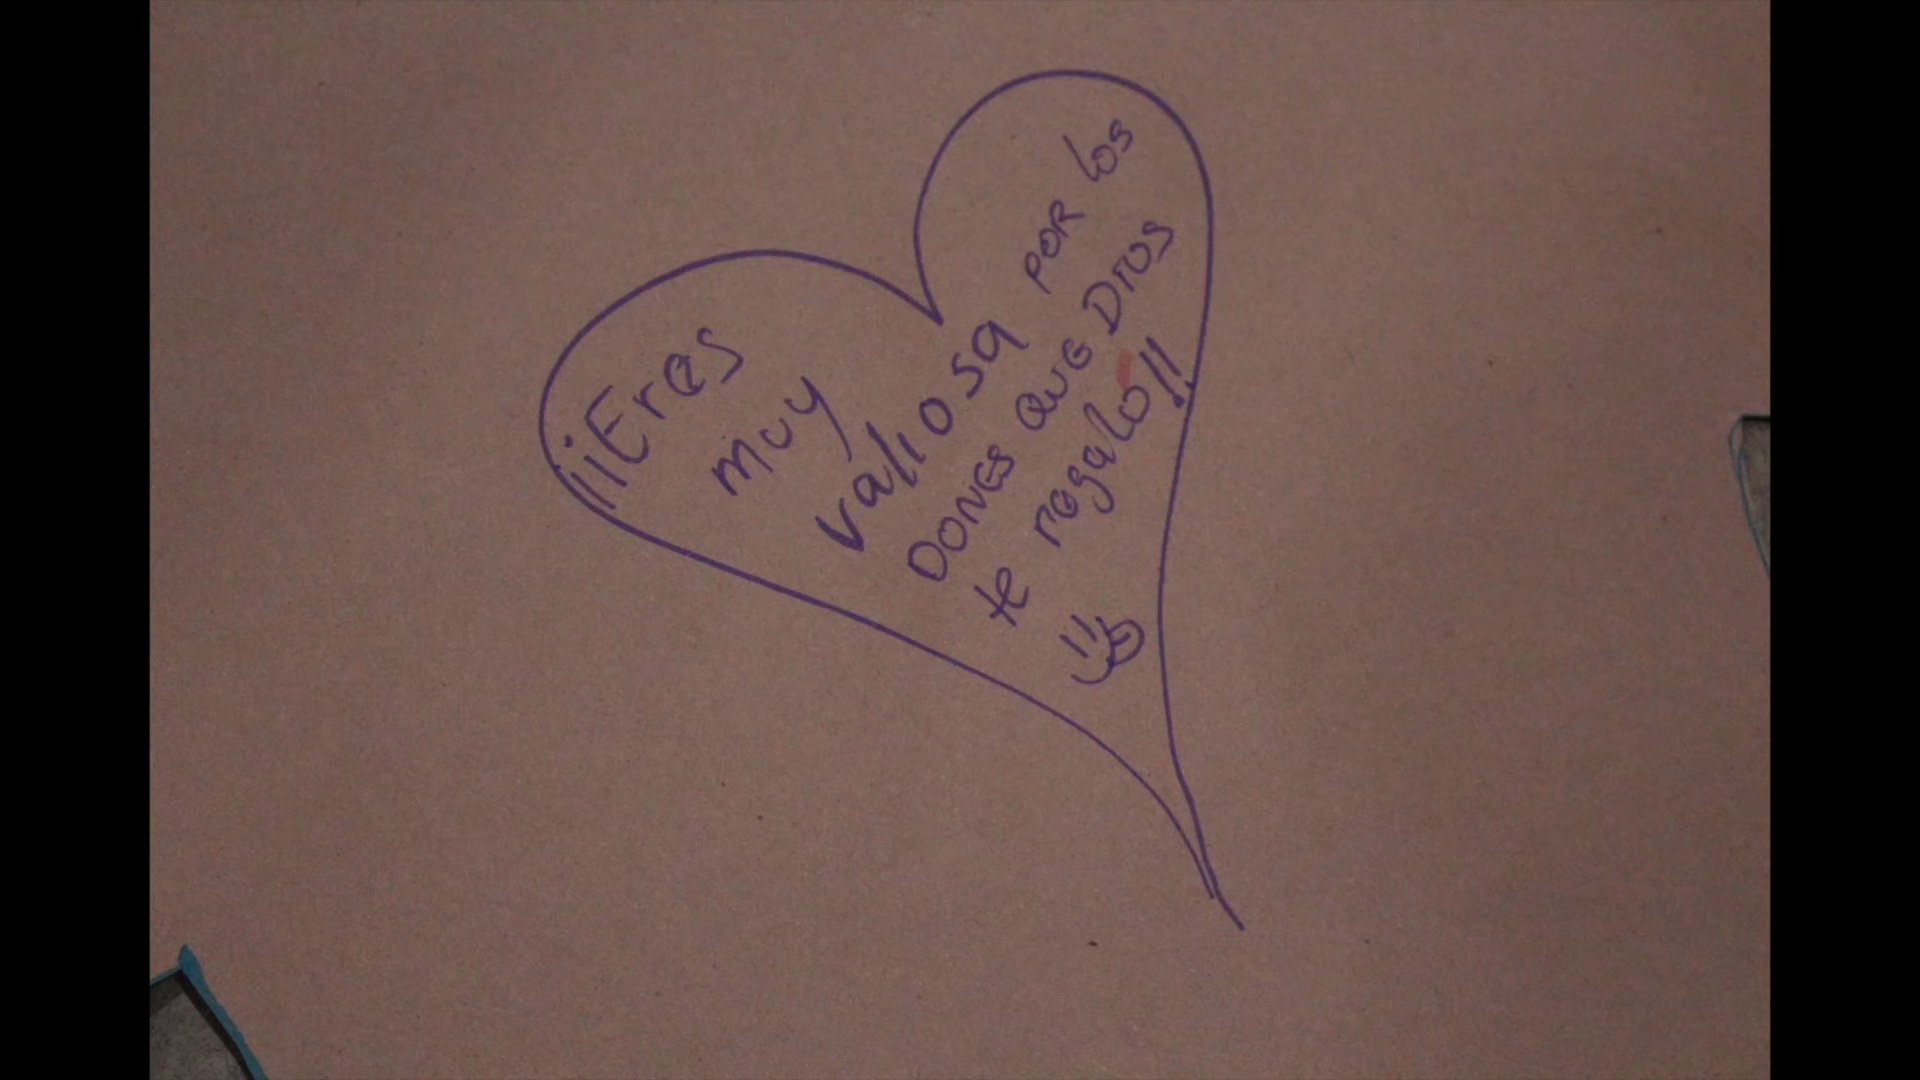 ¡¡¡Eres
muy
valiosa por los
DONES QUE DIOS
te regalo!!